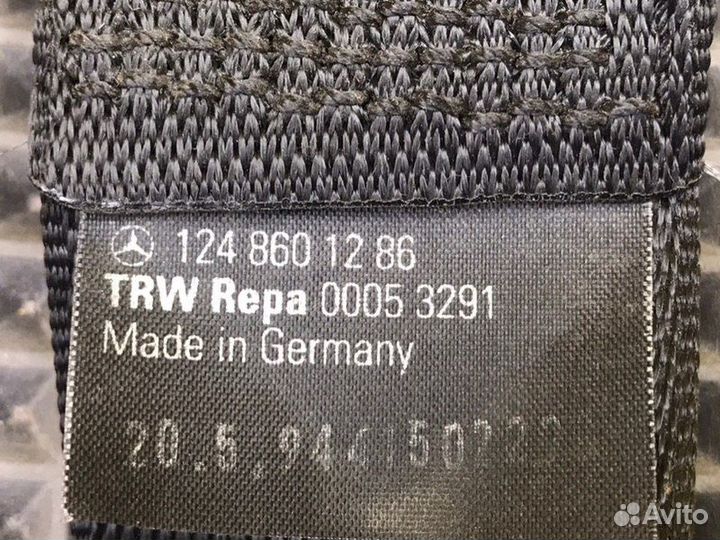 124 860 12 86
TRW Repa 0005 3291
Made in Germany
20.6.94
Avito